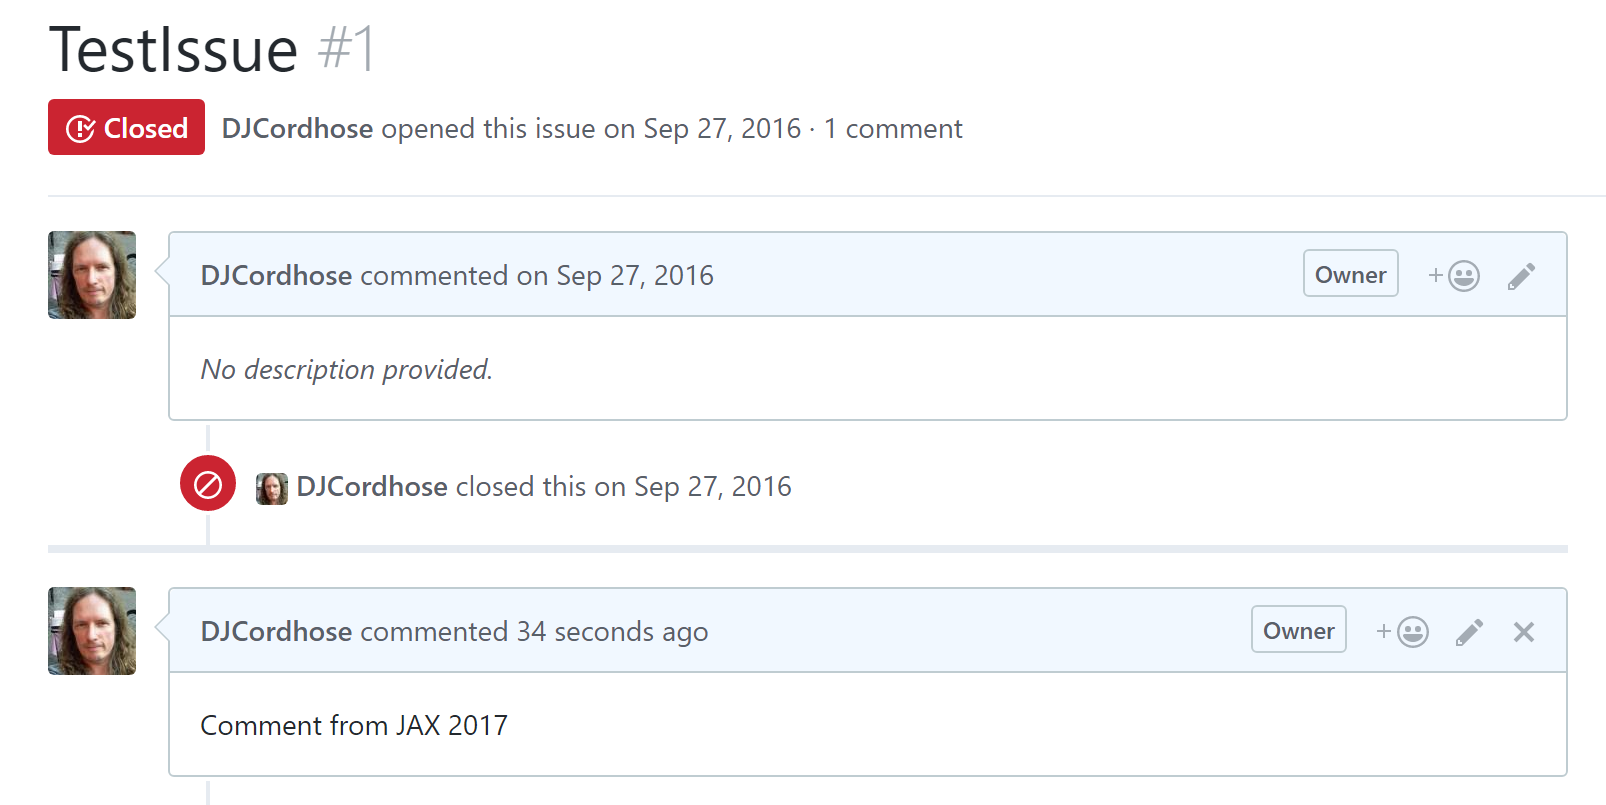 TestIssue #1
Closed DJCordhose opened this issue on Sep 27, 2016 · 1 comment
DJCordhose commented on Sep 27, 2016 Owner
No description provided.
DJCordhose closed this on Sep 27, 2016
DJCordhose commented 34 seconds ago Owner
Comment from JAX 2017